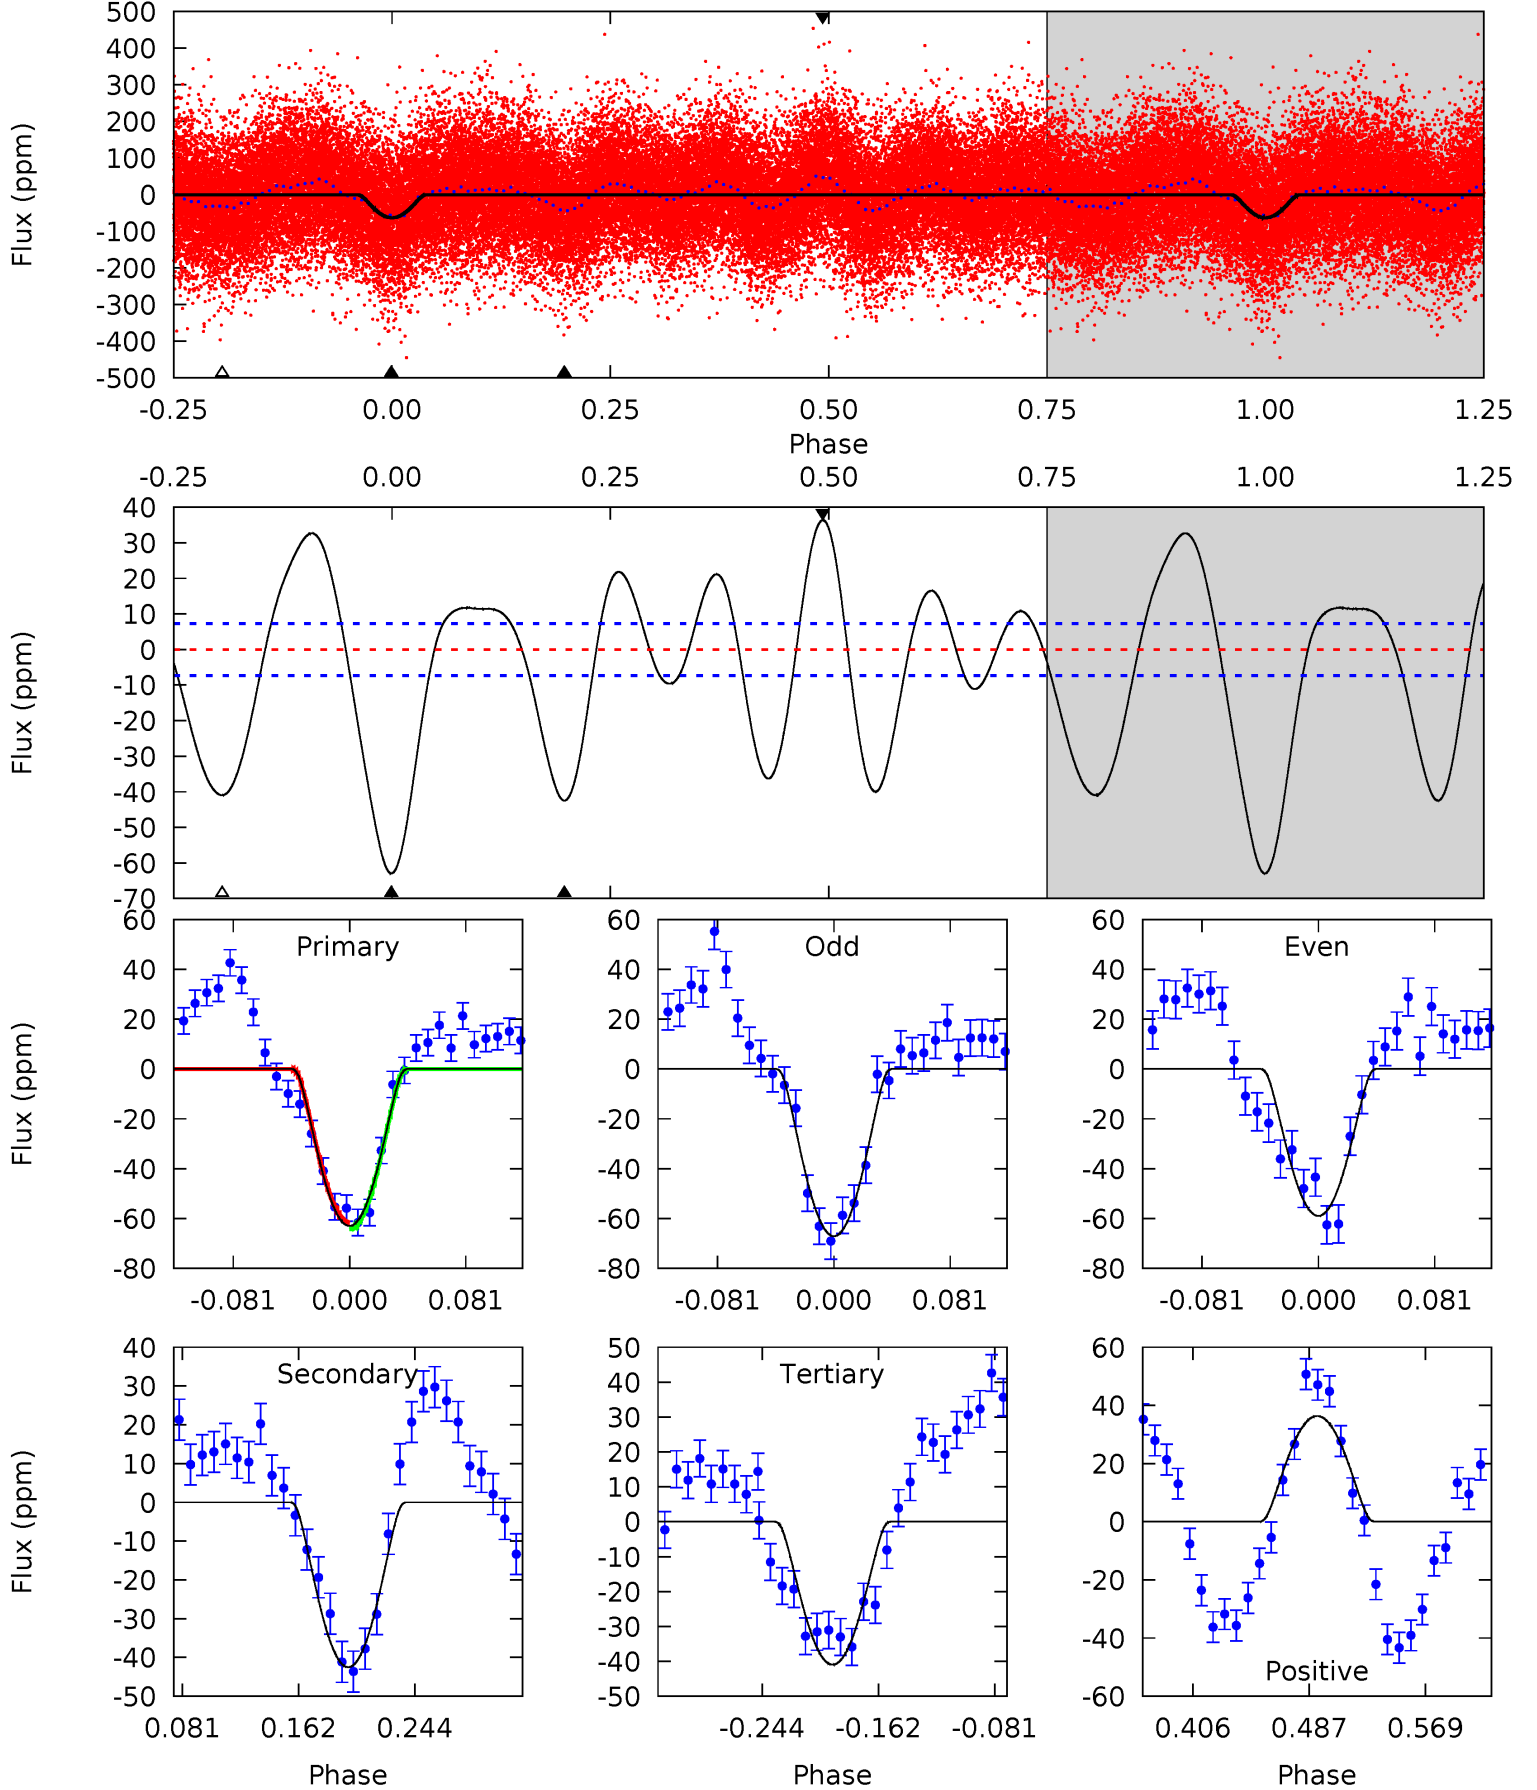 500
400
300
200
100
0
-100
-200
-300
-400
-500
Flux (ppm)
-0.25 0.00 0.25 0.50 0.75 1.00 1.25
Phase
-0.25 0.00 0.25 0.50 0.75 1.00 1.25
40
30
20
10
0
-10
-20
-30
-40
-50
-60
-70
Flux (ppm)
Primary Odd Even
60 60 60
40 40 40
20 20 20
0 0 0
-20 -20 -20
-40 -40 -40
-60 -60 -60
-80 -80 -80
Flux (ppm)
-0.081 0.000 0.081 -0.081 0.000 0.081 -0.081 0.000 0.081
Secondary Tertiary
40 50 60
30 40 40
20 30 20
10 20 0
0 10 -20
-10 0 -40
-20 -10 -60
-30 -20
-40 -30
-50 -40
-50
Flux (ppm)
Positive
0.081 0.162 0.244 -0.244 -0.162 -0.081 0.406 0.487 0.569
Phase Phase Phase